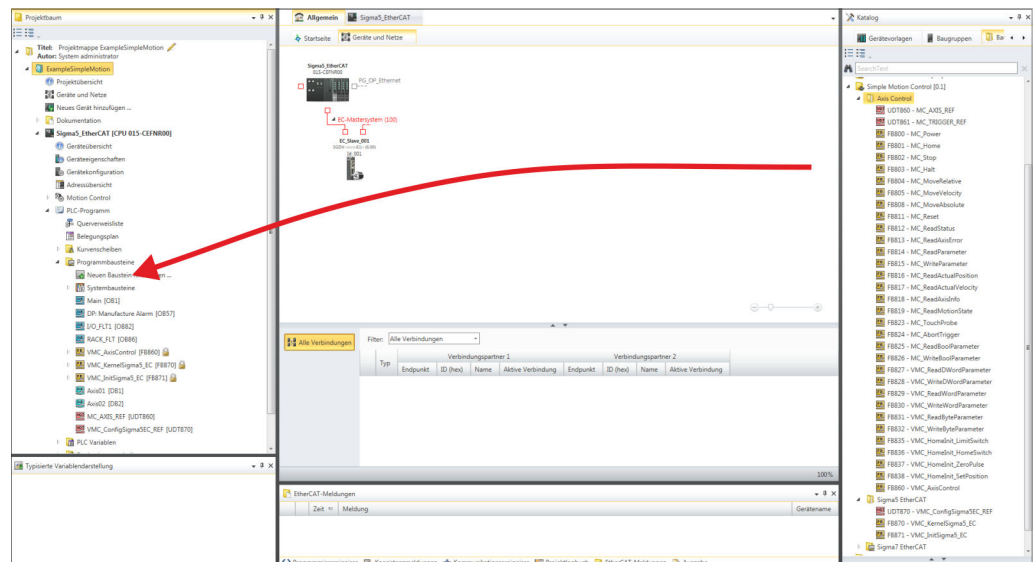 Projektbaum
Titel: Projektmappe ExampleSimpleMotion
Autor: System administrator
ExampleSimpleMotion
Projektübersicht
Geräte und Netze
Neues Gerät hinzufügen ...
Dokumentation
Sigma5_EtherCAT [CPU 015-CEFNR00]
Geräteübersicht
Geräteeigenschaften
Gerätekonfiguration
Adressübersicht
Motion Control
PLC-Programm
Querverweisliste
Belegungsplan
Kurvenscheiben
Programmbausteine
Neuen Baustein
Systembausteine
Main [OB1]
DP: Manufacture Alarm [OB57]
I/O_FLT1 [OB82]
RACK_FLT [OB86]
VMC_AxisControl [FB860]
VMC_KernelSigma5_EC [FB870]
VMC_InitSigma5_EC [FB871]
Axis01 [DB1]
Axis02 [DB2]
MC_AXIS_REF [UDT860]
VMC_ConfigSigma5EC_REF [UDT870]
PLC Variablen
Typisierte Variablendarstellung
Allgemein Sigma5_EtherCAT
Startseite Geräte und Netze
Sigma5_EtherCAT
015-CEFNR00
PG_OP_Ethernet
EC-Mastersystem (100)
EC_Slave_001
Alle Verbindungen
Filter: Alle Verbindungen
Verbindungspartner 1 Verbindungspartner 2
Typ Endpunkt ID (hex) Name Aktive Verbindung Endpunkt ID (hex) Name Aktive Verbindung
100%
EtherCAT-Meldungen
Zeit Meldung Gerätename
Katalog
Gerätevorlagen Baugruppen
SearchText
Simple Motion Control [0.1]
Axis Control
UDT860 - MC_AXIS_REF
UDT861 - MC_TRIGGER_REF
FB800 - MC_Power
FB801 - MC_Home
FB802 - MC_Stop
FB803 - MC_Halt
FB804 - MC_MoveRelative
FB805 - MC_MoveVelocity
FB808 - MC_MoveAbsolute
FB811 - MC_Reset
FB812 - MC_ReadStatus
FB813 - MC_ReadAxisError
FB814 - MC_ReadParameter
FB815 - MC_WriteParameter
FB816 - MC_ReadActualPosition
FB817 - MC_ReadActualVelocity
FB818 - MC_ReadAxisInfo
FB819 - MC_ReadMotionState
FB823 - MC_TouchProbe
FB824 - MC_AbortTrigger
FB825 - MC_ReadBoolParameter
FB826 - MC_WriteBoolParameter
FB827 - VMC_ReadDWordParameter
FB828 - VMC_WriteDWordParameter
FB829 - VMC_ReadWordParameter
FB830 - VMC_WriteWordParameter
FB831 - VMC_ReadByteParameter
FB832 - VMC_WriteByteParameter
FB835 - VMC_HomeInit_LimitSwitch
FB836 - VMC_HomeInit_HomeSwitch
FB837 - VMC_HomeInit_ZeroPulse
FB838 - VMC_HomeInit_SetPosition
FB860 - VMC_AxisControl
Sigma5 EtherCAT
UDT870 - VMC_ConfigSigma5EC_REF
FB870 - VMC_KernelSigma5_EC
FB871 - VMC_InitSigma5_EC
Sigma7 EtherCAT